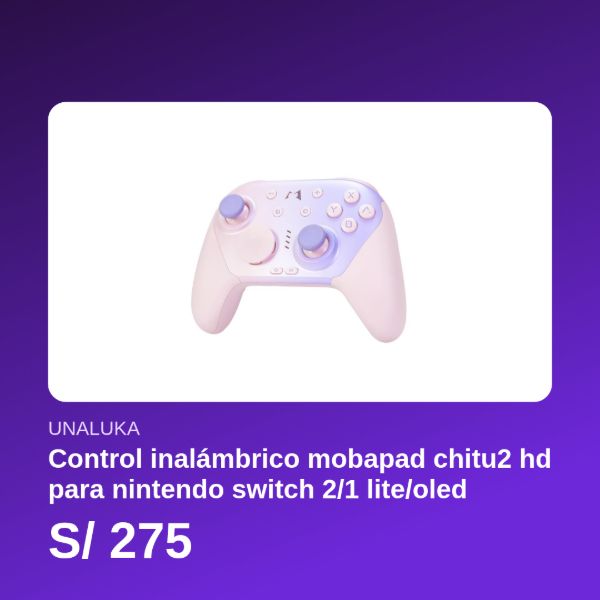 UNALUKA
Control inalámbrico mobapad chitu2 hd
para nintendo switch 2/1 lite/oled
S/ 275